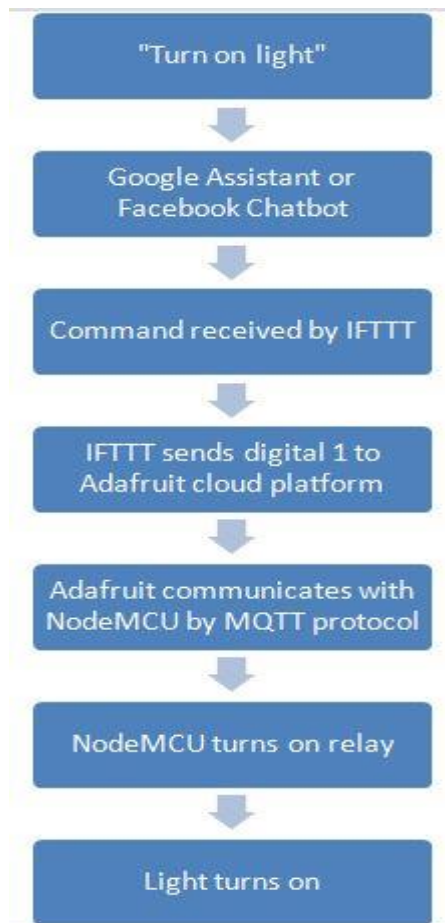 "Turn on light"
Google Assistant or
Facebook Chatbot
Command received by IFTTT
IFTTT sends digital 1 to
Adafruit cloud platform
Adafruit communicates with
NodeMCU by MQTT protocol
NodeMCU turns on relay
Light turns on